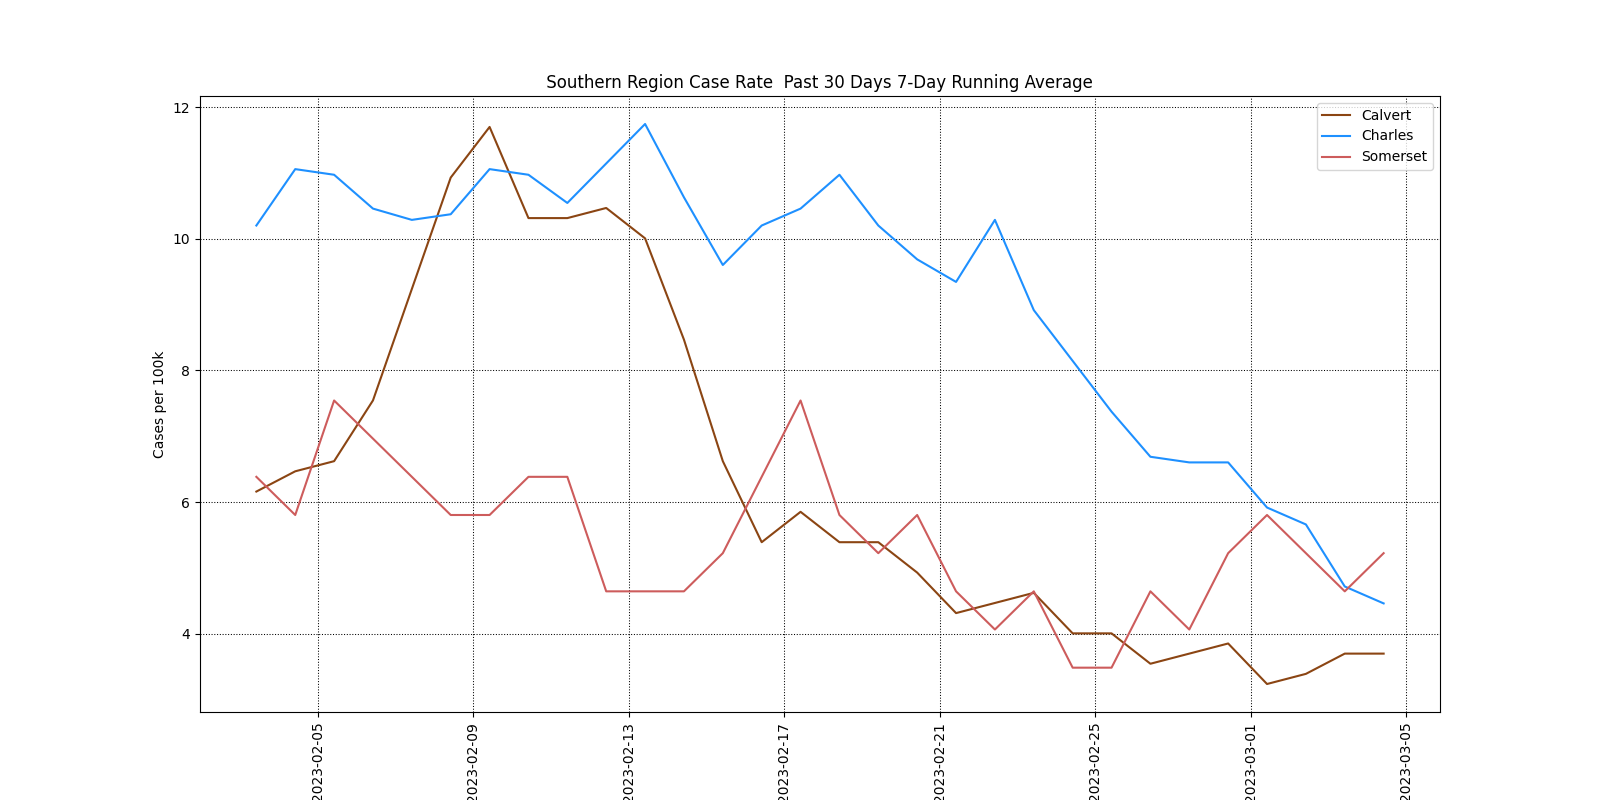 Southern Region Case Rate  Past 30 Days 7-Day Running Average
Calvert
Charles
Somerset
Cases per 100k
12
10
8
6
4
2023-02-05
2023-02-09
2023-02-13
2023-02-17
2023-02-21
2023-02-25
2023-03-01
2023-03-05